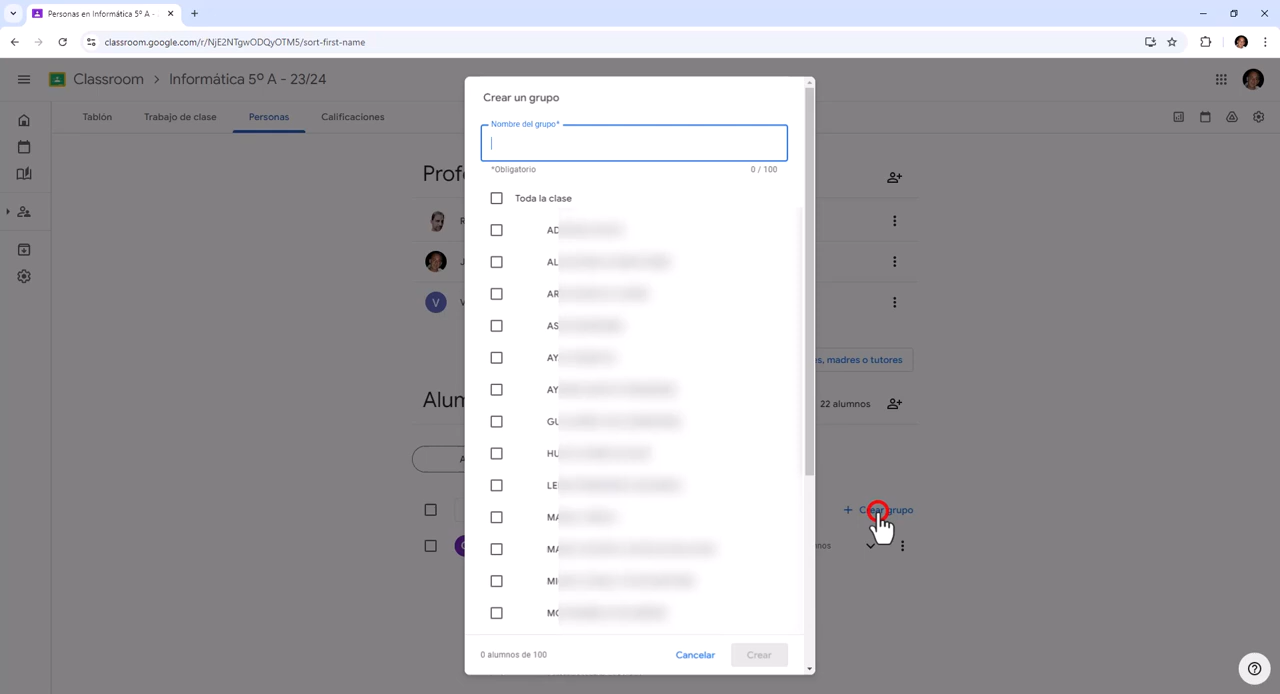 Personas en Informática 5º A -
classroom.google.com/r/NjE2NTgwODQyOTM5/sort-first-name
Classroom > Informática 5º A - 23/24
Tablón
Trabajo de clase
Personas
Calificaciones
Crear un grupo
Nombre del grupo*
*Obligatorio
0 / 100
Toda la clase
AD
AL
AR
AS
AY
AY
GU
HU
LE
MA
MA
MI
MO
0 alumnos de 100
Cancelar
Crear
Prof
V
s, madres o tutores
Alum
22 alumnos
A
+ Crear grupo
nos